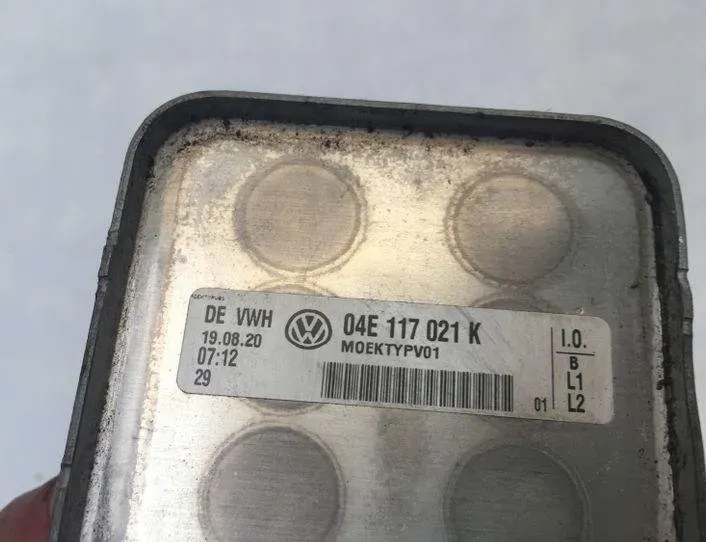 DE VWH
19.08.20
07:12
29
04E 117 021 K
MOEKTYPV01
01
I.O.
B
L1
L2